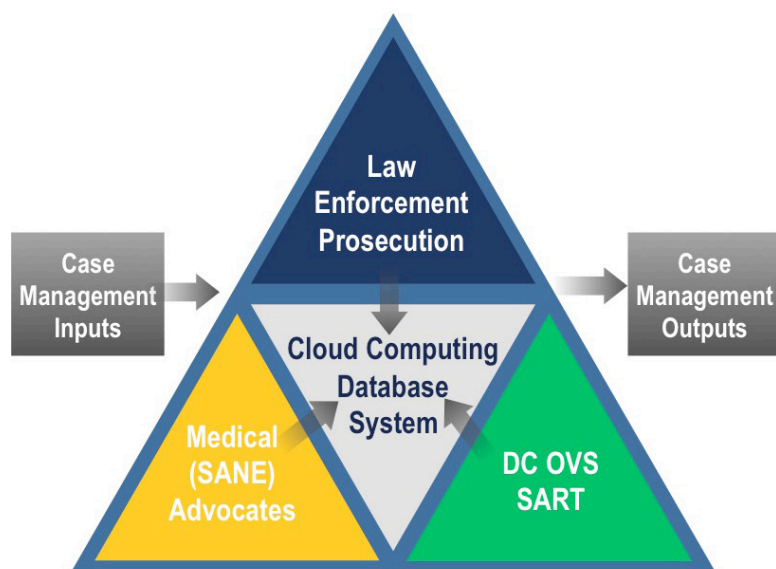 Law
Enforcement
Prosecution
Case
Management
Inputs
Case
Management
Outputs
Cloud Computing
Database
System
Medical
(SANE)
Advocates
DC OVS
SART